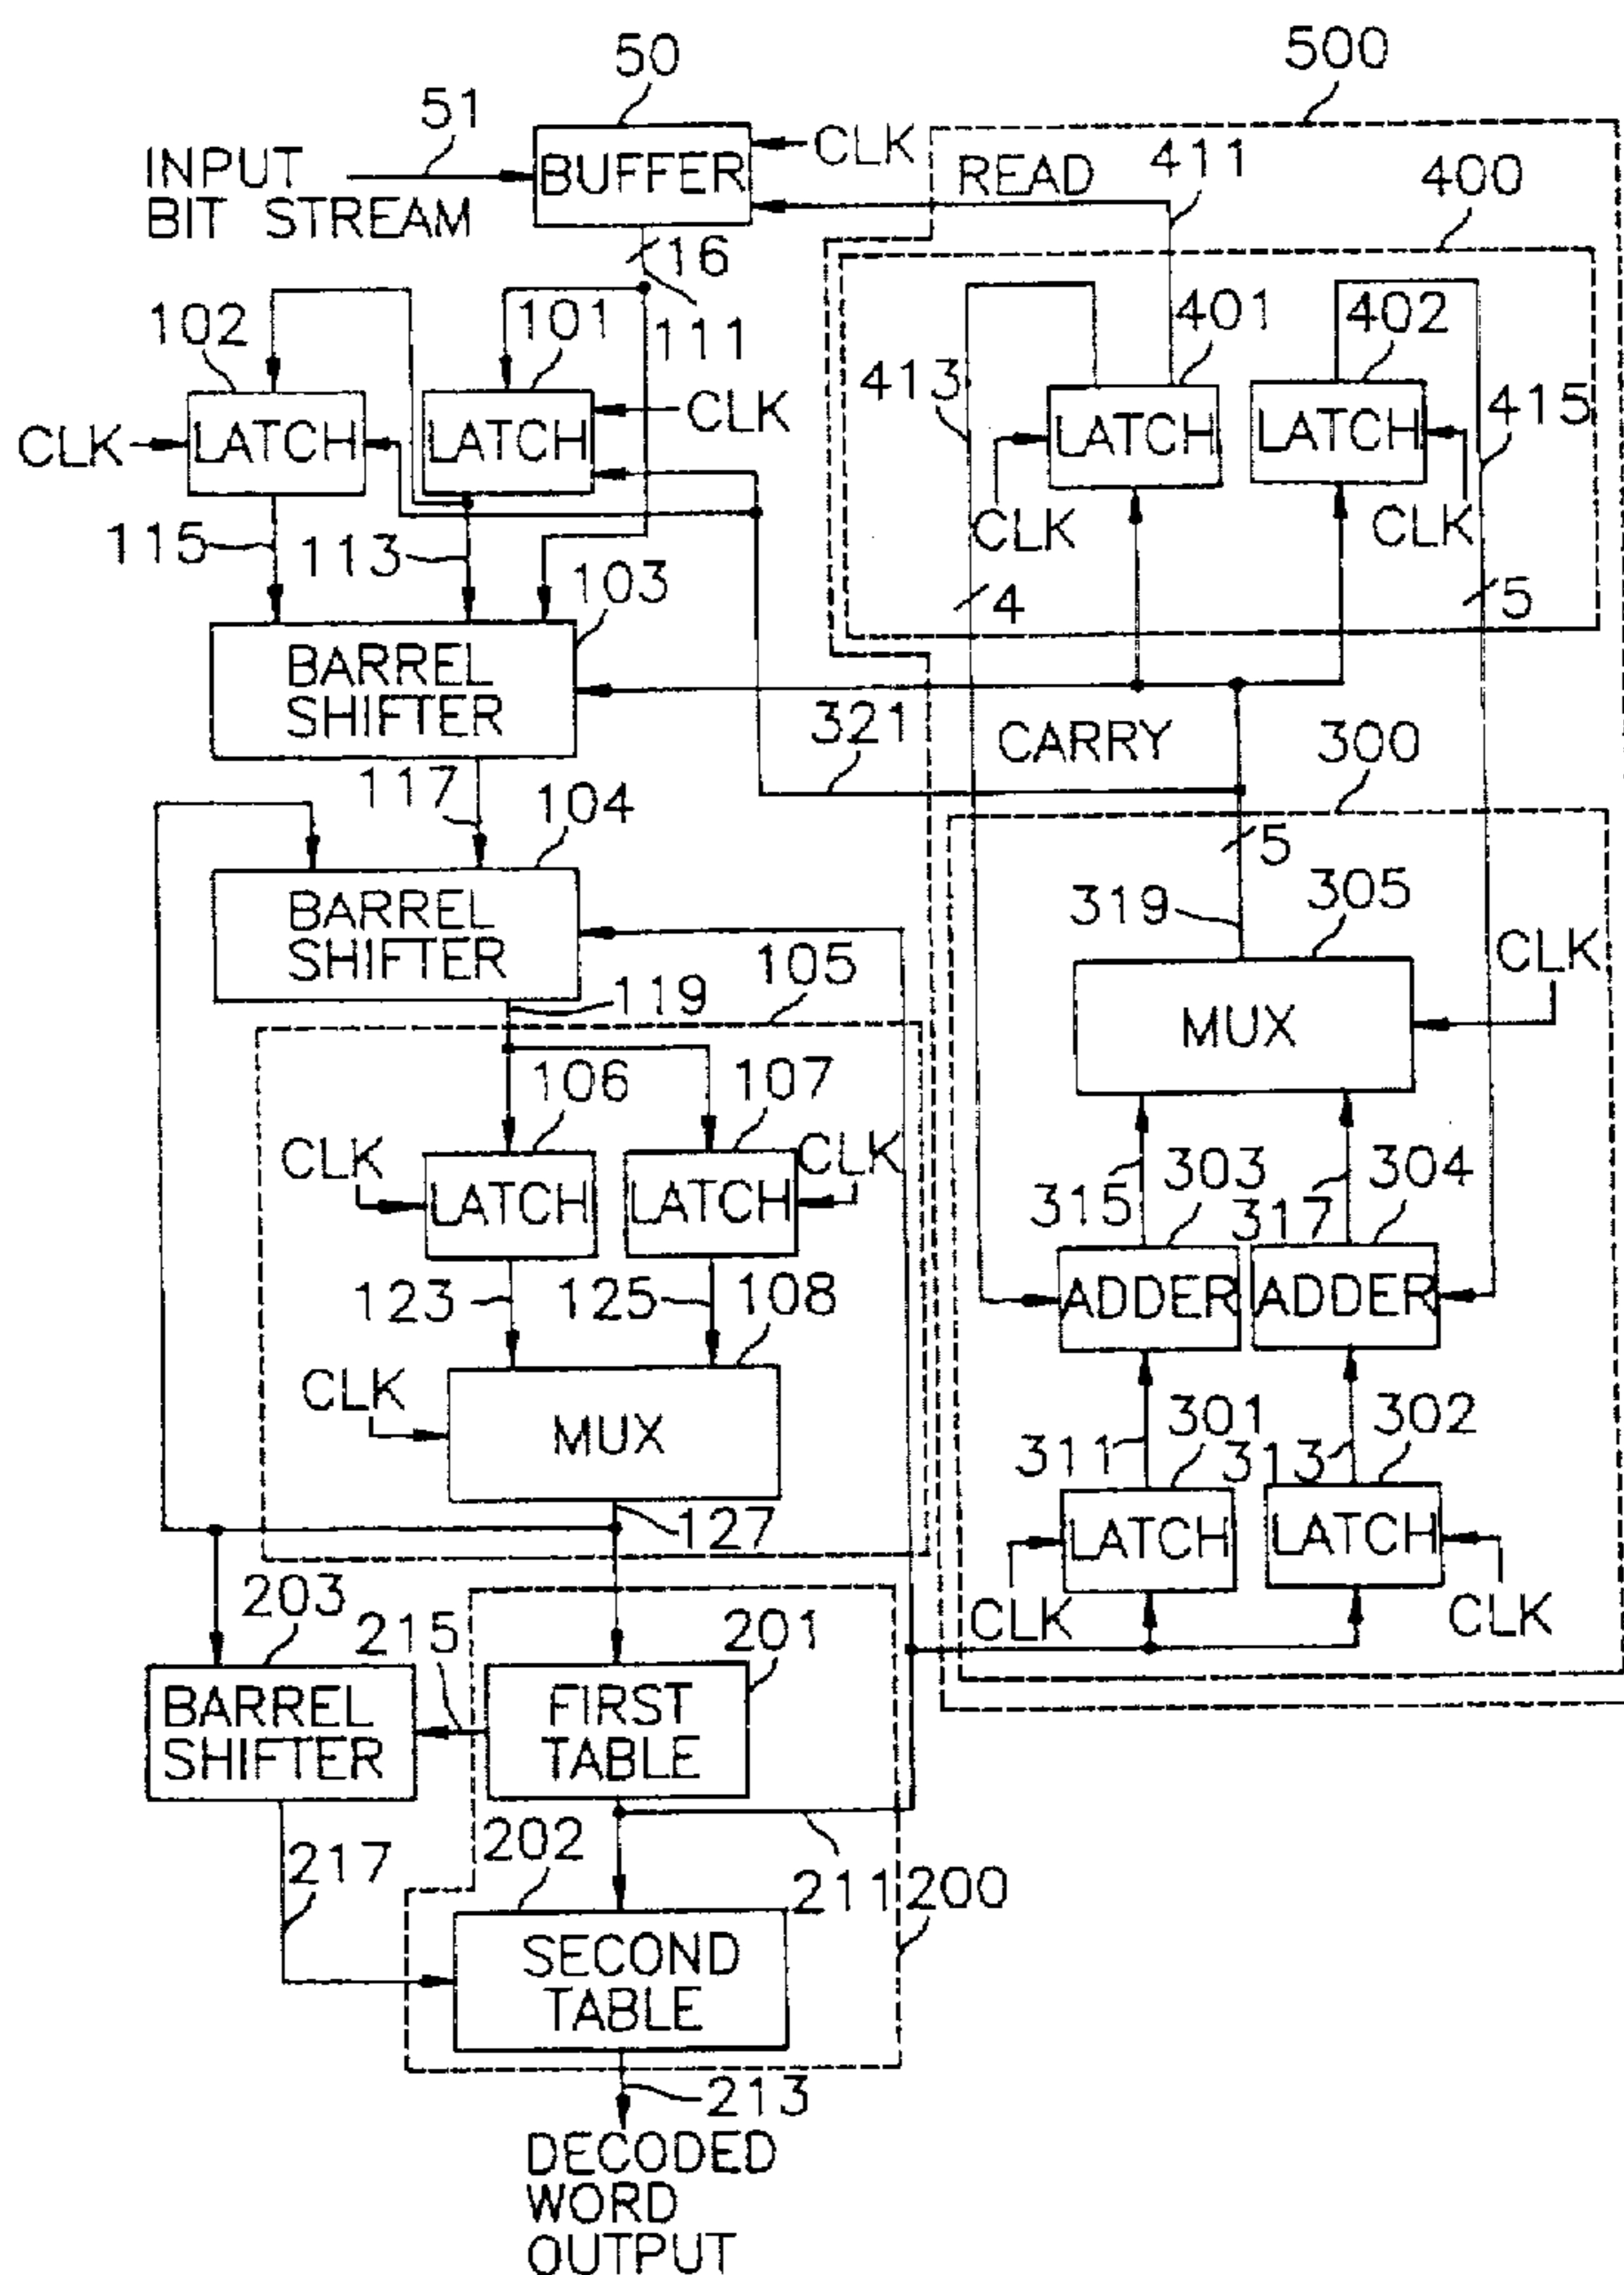 50
500
51
CLK
INPUT
BIT STREAM
BUFFER
READ
411
400
16
111
102
101
401
402
413
415
CLK
LATCH
LATCH
CLK
LATCH
LATCH
CLK
CLK
115
113
103
4
5
BARREL
SHIFTER
321
CARRY
300
117
104
5
BARREL
SHIFTER
319
305
CLK
105
119
MUX
106
107
CLK
CLK
LATCH
LATCH
315
303
317
304
123
125
108
ADDER
ADDER
CLK
MUX
311
301
313
302
127
LATCH
LATCH
CLK
CLK
203
215
201
BARREL
SHIFTER
FIRST
TABLE
217
202
211
200
SECOND
TABLE
213
DECODED
WORD
OUTPUT